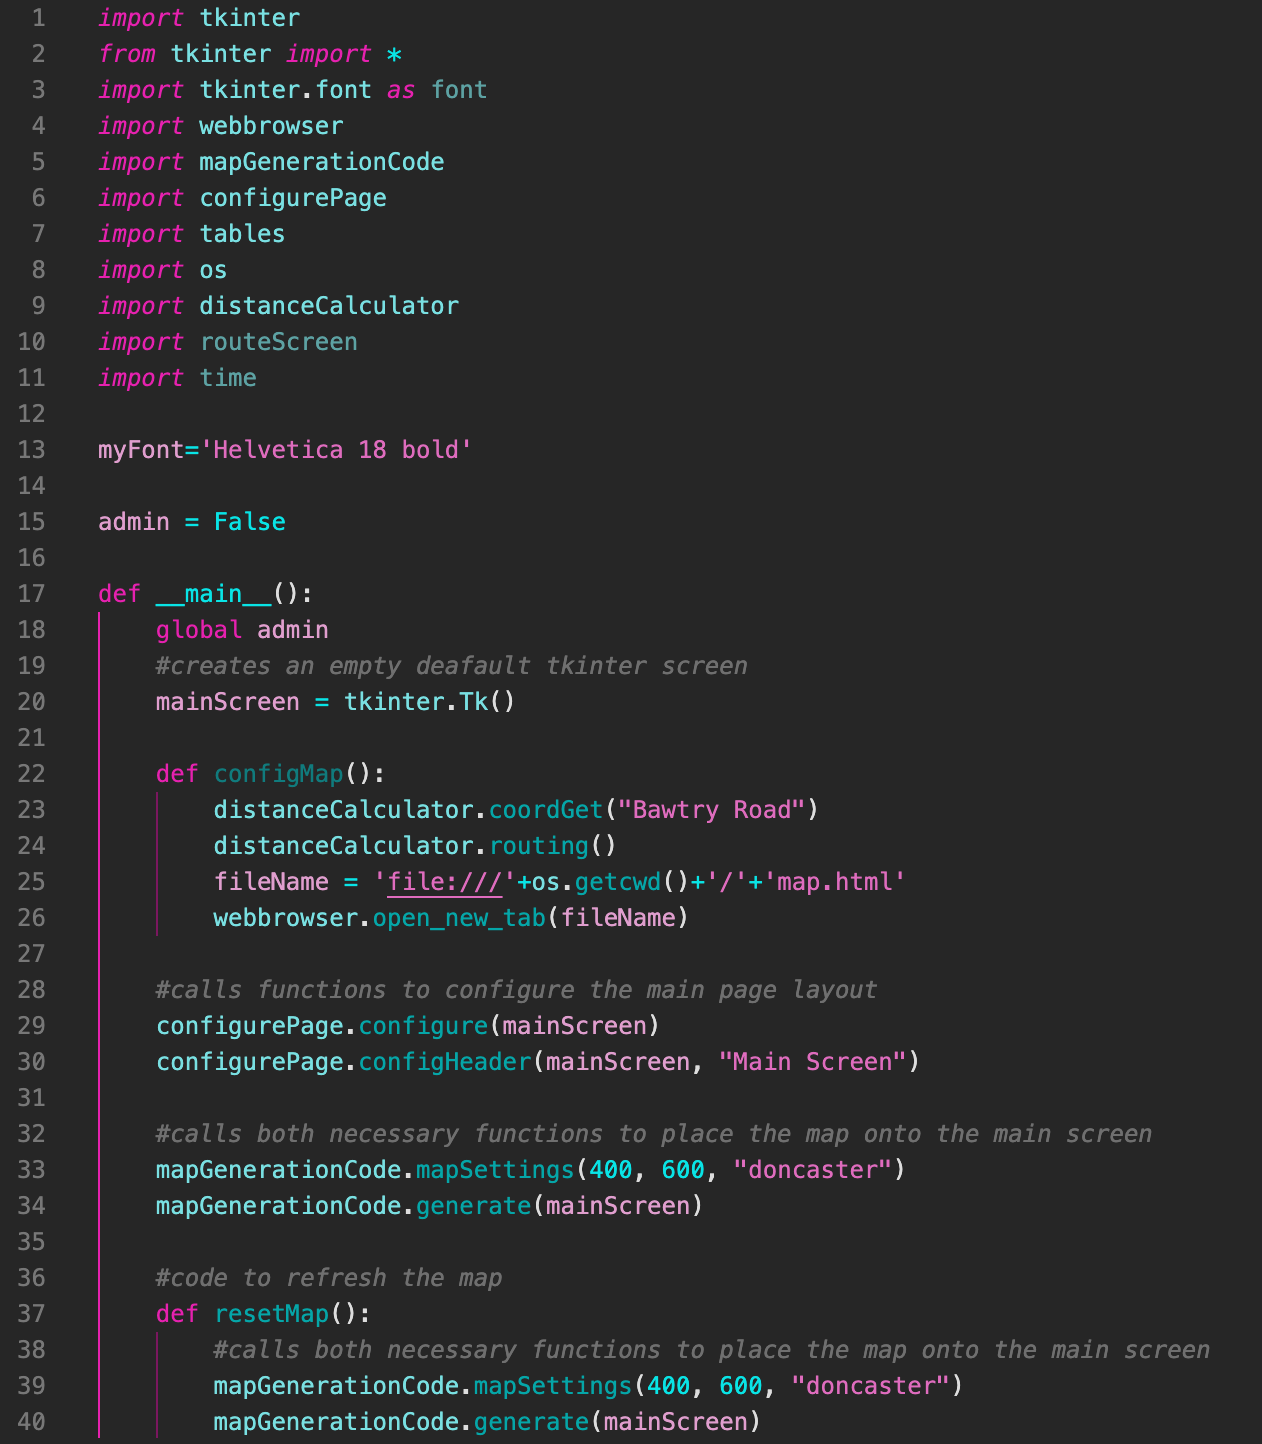 1 import tkinter
2 from tkinter import *
3 import tkinter.font as font
4 import webbrowser
5 import mapGenerationCode
6 import configurePage
7 import tables
8 import os
9 import distanceCalculator
10 import routeScreen
11 import time
12
13 myFont='Helvetica 18 bold'
14
15 admin = False
16
17 def __main__():
18     global admin
19     #creates an empty deafault tkinter screen
20     mainScreen = tkinter.Tk()
21
22     def configMap():
23         distanceCalculator.coordGet("Bawtry Road")
24         distanceCalculator.routing()
25         fileName = 'file:///'+os.getcwd()+'/'+'map.html'
26         webbrowser.open_new_tab(fileName)
27
28     #calls functions to configure the main page layout
29     configurePage.configure(mainScreen)
30     configurePage.configHeader(mainScreen, "Main Screen")
31
32     #calls both necessary functions to place the map onto the main screen
33     mapGenerationCode.mapSettings(400, 600, "doncaster")
34     mapGenerationCode.generate(mainScreen)
35
36     #code to refresh the map
37     def resetMap():
38         #calls both necessary functions to place the map onto the main screen
39         mapGenerationCode.mapSettings(400, 600, "doncaster")
40         mapGenerationCode.generate(mainScreen)